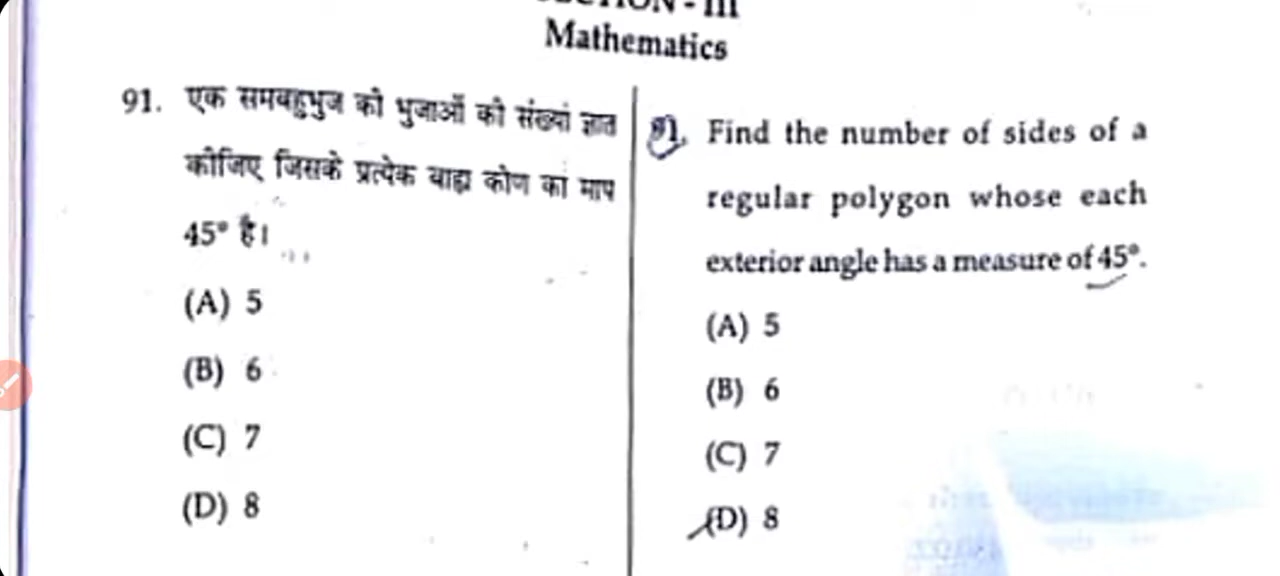 Mathematics
91. एक समबहुभुज की भुजाओं की संख्यां ज्ञात
कीजिए जिसके प्रत्येक बाह्य कोण का माप
45° है।
(A) 5
(B) 6
(C) 7
(D) 8
91. Find the number of sides of a
regular polygon whose each
exterior angle has a measure of 45°.
(A) 5
(B) 6
(C) 7
(D) 8